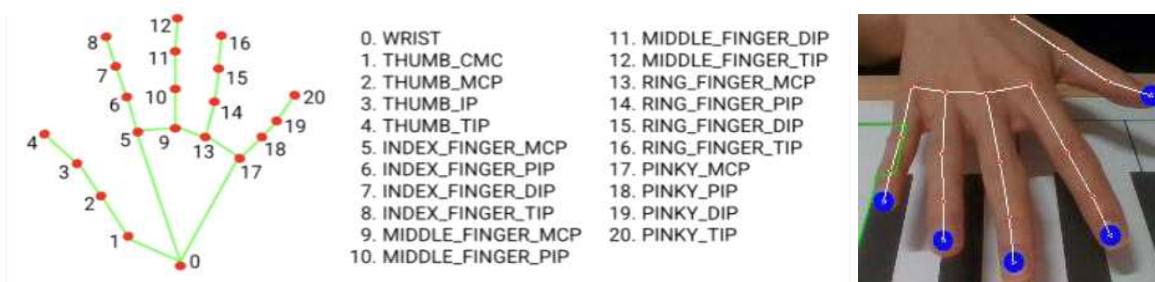 12
8
16
11
7
15
6
10
20
14
4
19
5
9
13
18
3
17
2
1
0
0. WRIST
1. THUMB_CMC
2. THUMB_MCP
3. THUMB_IP
4. THUMB_TIP
5. INDEX_FINGER_MCP
6. INDEX_FINGER_PIP
7. INDEX_FINGER_DIP
8. INDEX_FINGER_TIP
9. MIDDLE_FINGER_MCP
10. MIDDLE_FINGER_PIP
11. MIDDLE_FINGER_DIP
12. MIDDLE_FINGER_TIP
13. RING_FINGER_MCP
14. RING_FINGER_PIP
15. RING_FINGER_DIP
16. RING_FINGER_TIP
17. PINKY_MCP
18. PINKY_PIP
19. PINKY_DIP
20. PINKY_TIP